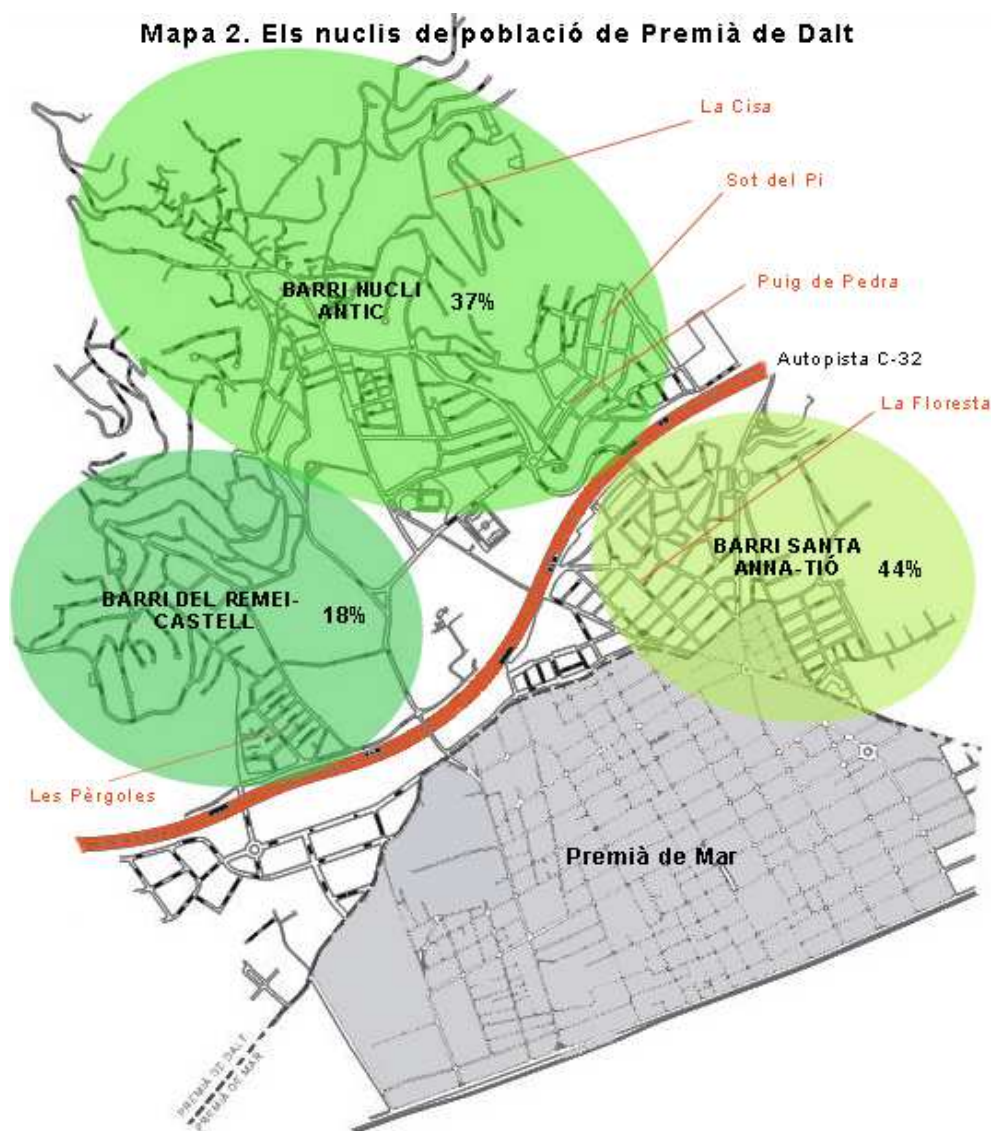 Mapa 2. Els nuclis de població de Premià de Dalt
La Cisa
Sot del Pi
Puig de Pedra
BARRI NUCLI
ANTIC
37%
Autopista C-32
La Floresta
BARRI SANTA
ANNA-TIÓ
44%
BARRI DEL REMEI-
CASTELL
18%
Les Pèrgoles
Premià de Mar
PREMIÀ DE DALT
PREMIÀ DE MAR